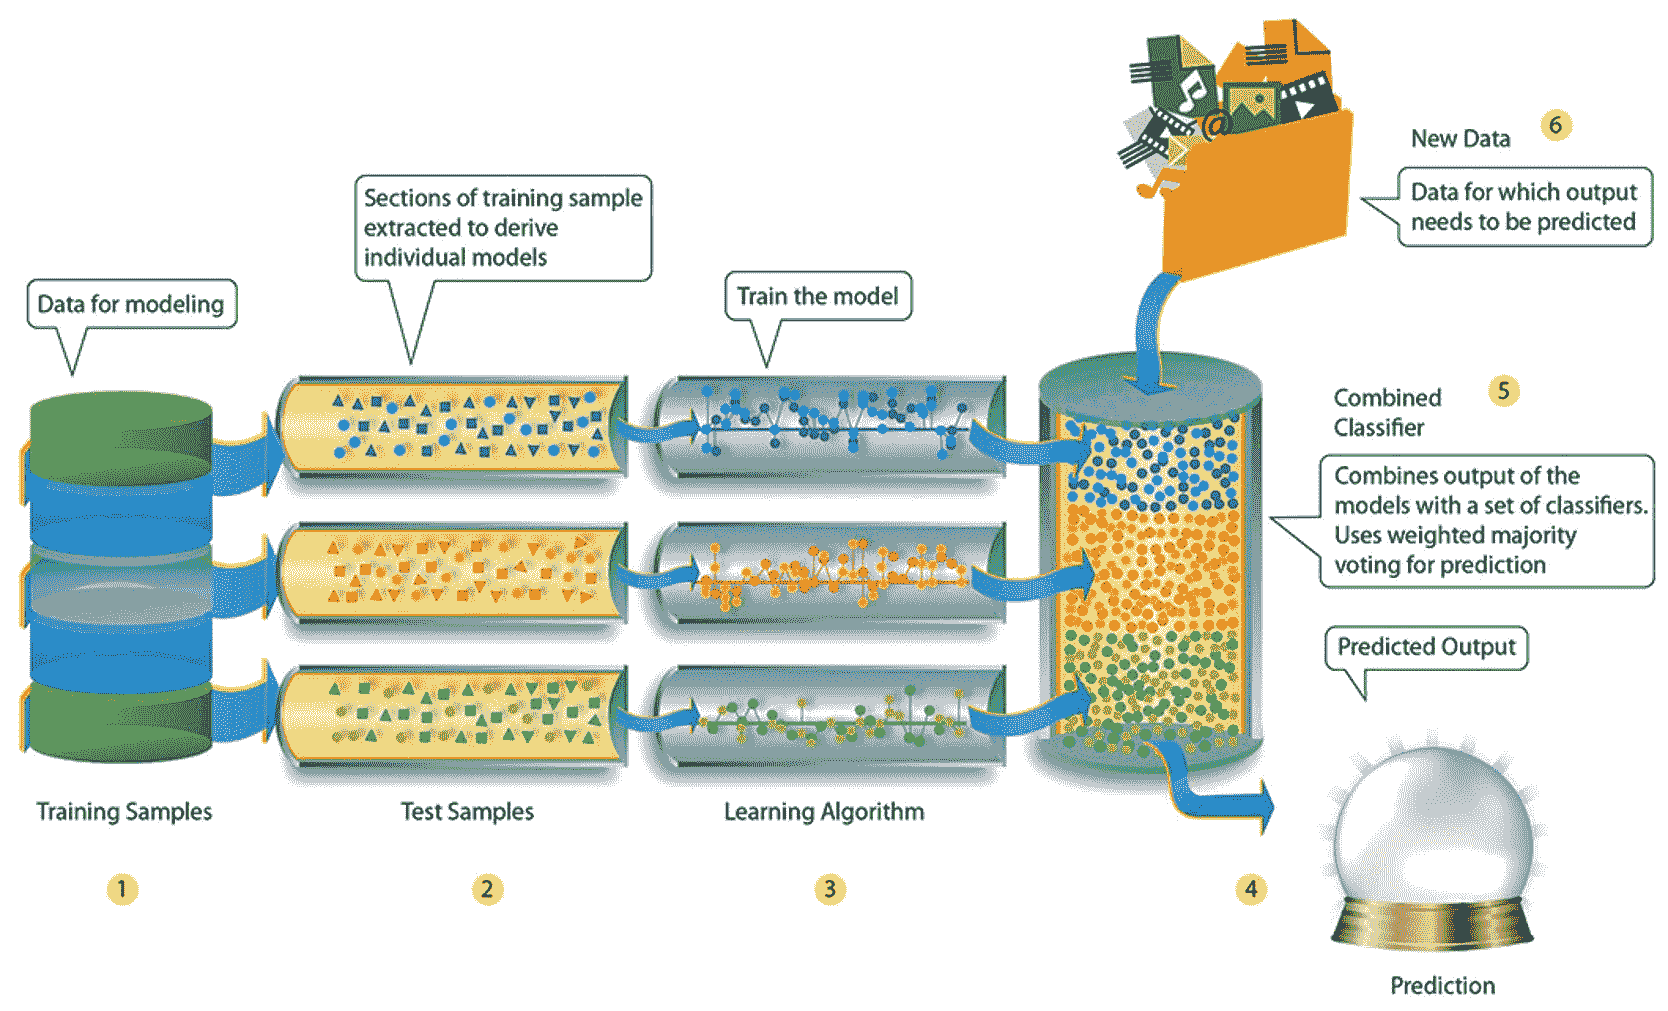 New Data
6
Data for which output
needs to be predicted
Sections of training sample
extracted to derive
individual models
Data for modeling
Train the model
@
Combined
Classifier
5
Combines output of the
models with a set of classifiers.
Uses weighted majority
voting for prediction
Predicted Output
Training Samples
Test Samples
Learning Algorithm
1
2
3
4
Prediction